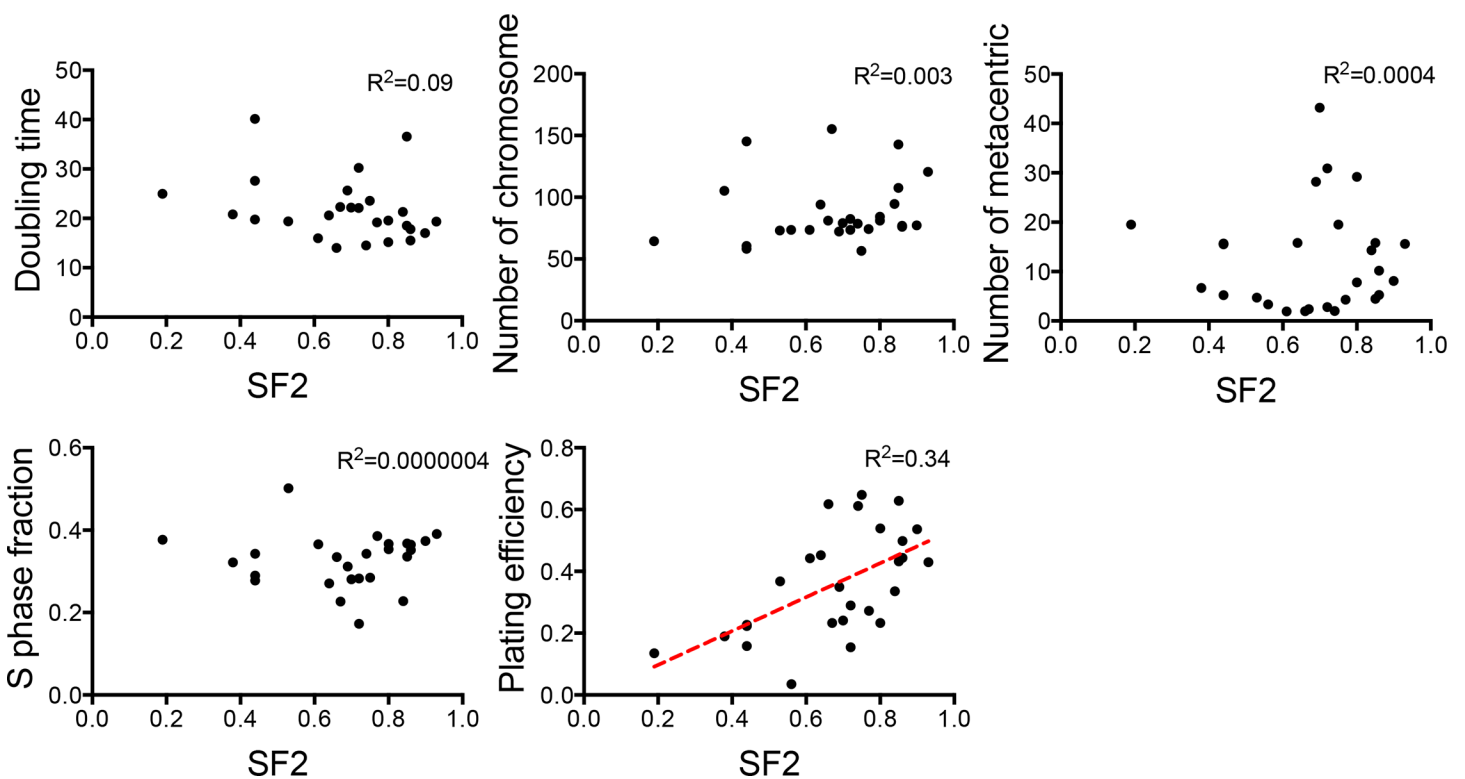 Doubling time
R²=0.09
50
40
30
20
10
0
0.0 0.2 0.4 0.6 0.8 1.0
SF2
Number of chromosome
R²=0.003
200
150
100
50
0
0.0 0.2 0.4 0.6 0.8 1.0
SF2
Number of metacentric
R²=0.0004
50
40
30
20
10
0
0.0 0.2 0.4 0.6 0.8 1.0
SF2
S phase fraction
R²=0.0000004
0.6
0.4
0.2
0.0
0.0 0.2 0.4 0.6 0.8 1.0
SF2
Plating efficiency
R²=0.34
0.8
0.6
0.4
0.2
0.0
0.0 0.2 0.4 0.6 0.8 1.0
SF2